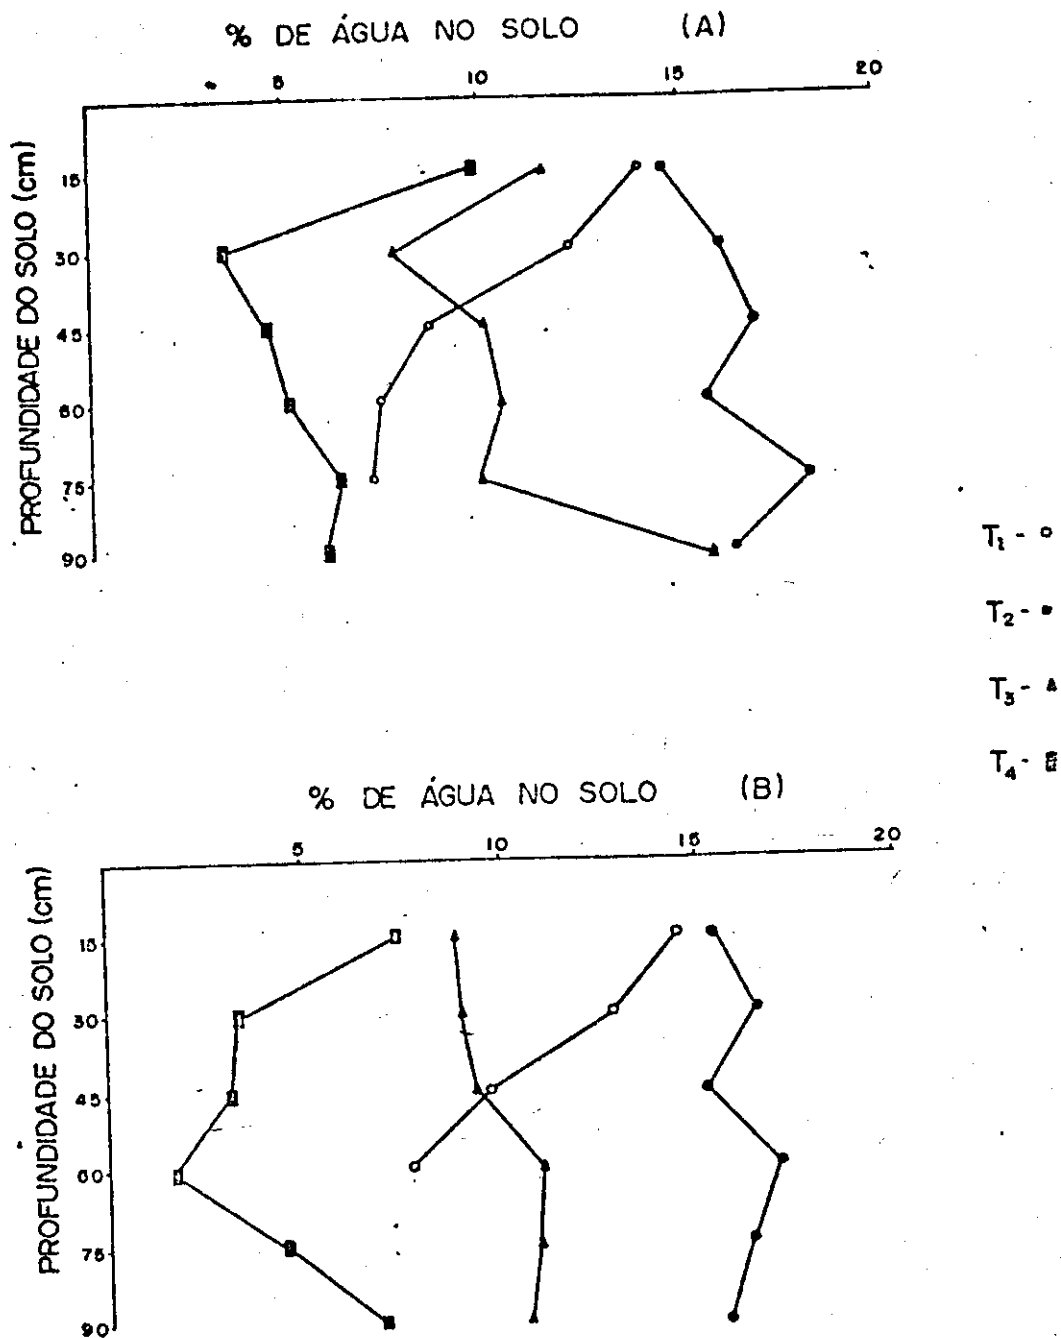 % DE ÁGUA NO SOLO (A)
5 10 15 20
PROFUNDIDADE DO SOLO (cm)
15
30
45
60
75
90
T1 -
T2 -
T3 -
T4 -
% DE ÁGUA NO SOLO (B)
5 10 15 20
PROFUNDIDADE DO SOLO (cm)
15
30
45
60
75
90